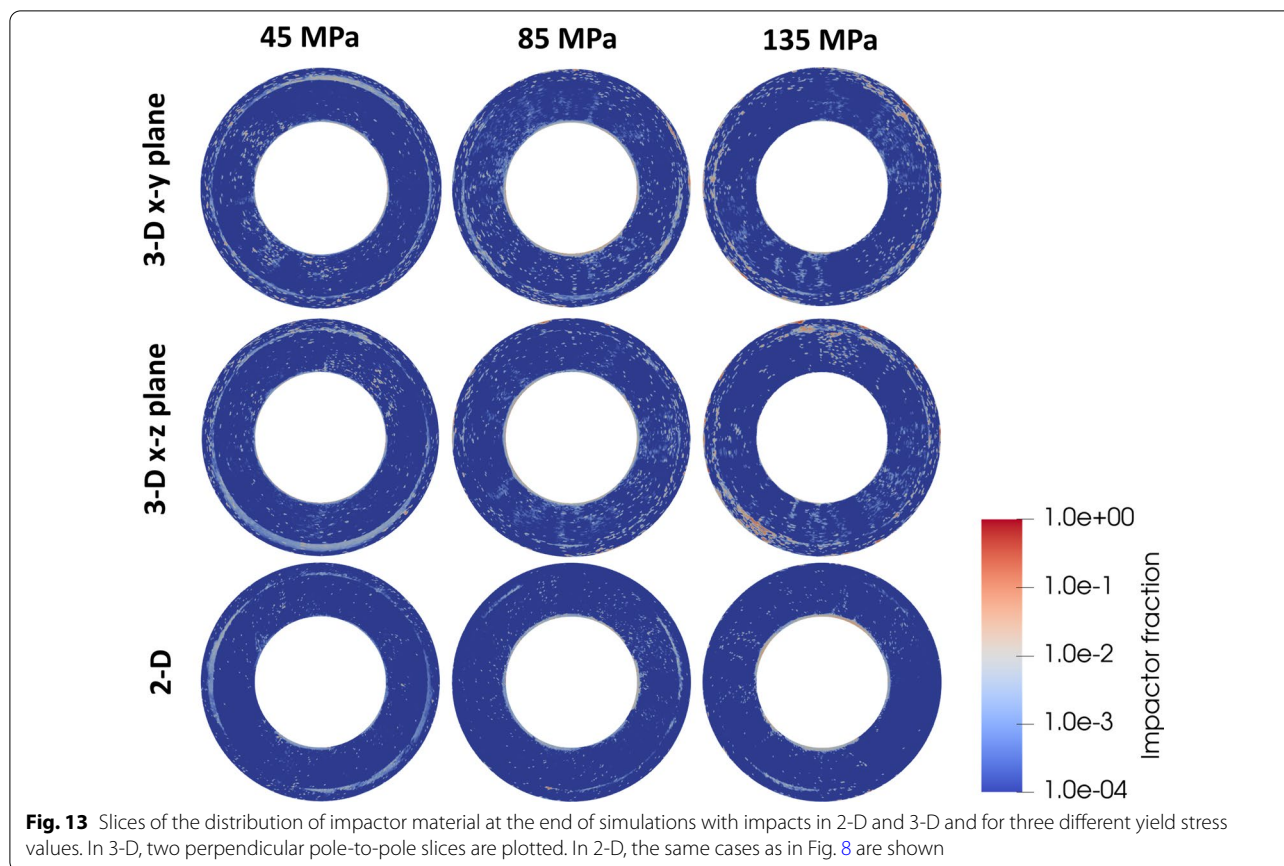 45 MPa 85 MPa 135 MPa
3-D x-y plane
3-D x-z plane
2-D
1.0e+00
1.0e-1
1.0e-2
1.0e-3
1.0e-04
Impactor fraction
Fig. 13 Slices of the distribution of impactor material at the end of simulations with impacts in 2-D and 3-D and for three different yield stress
values. In 3-D, two perpendicular pole-to-pole slices are plotted. In 2-D, the same cases as in Fig. 8 are shown